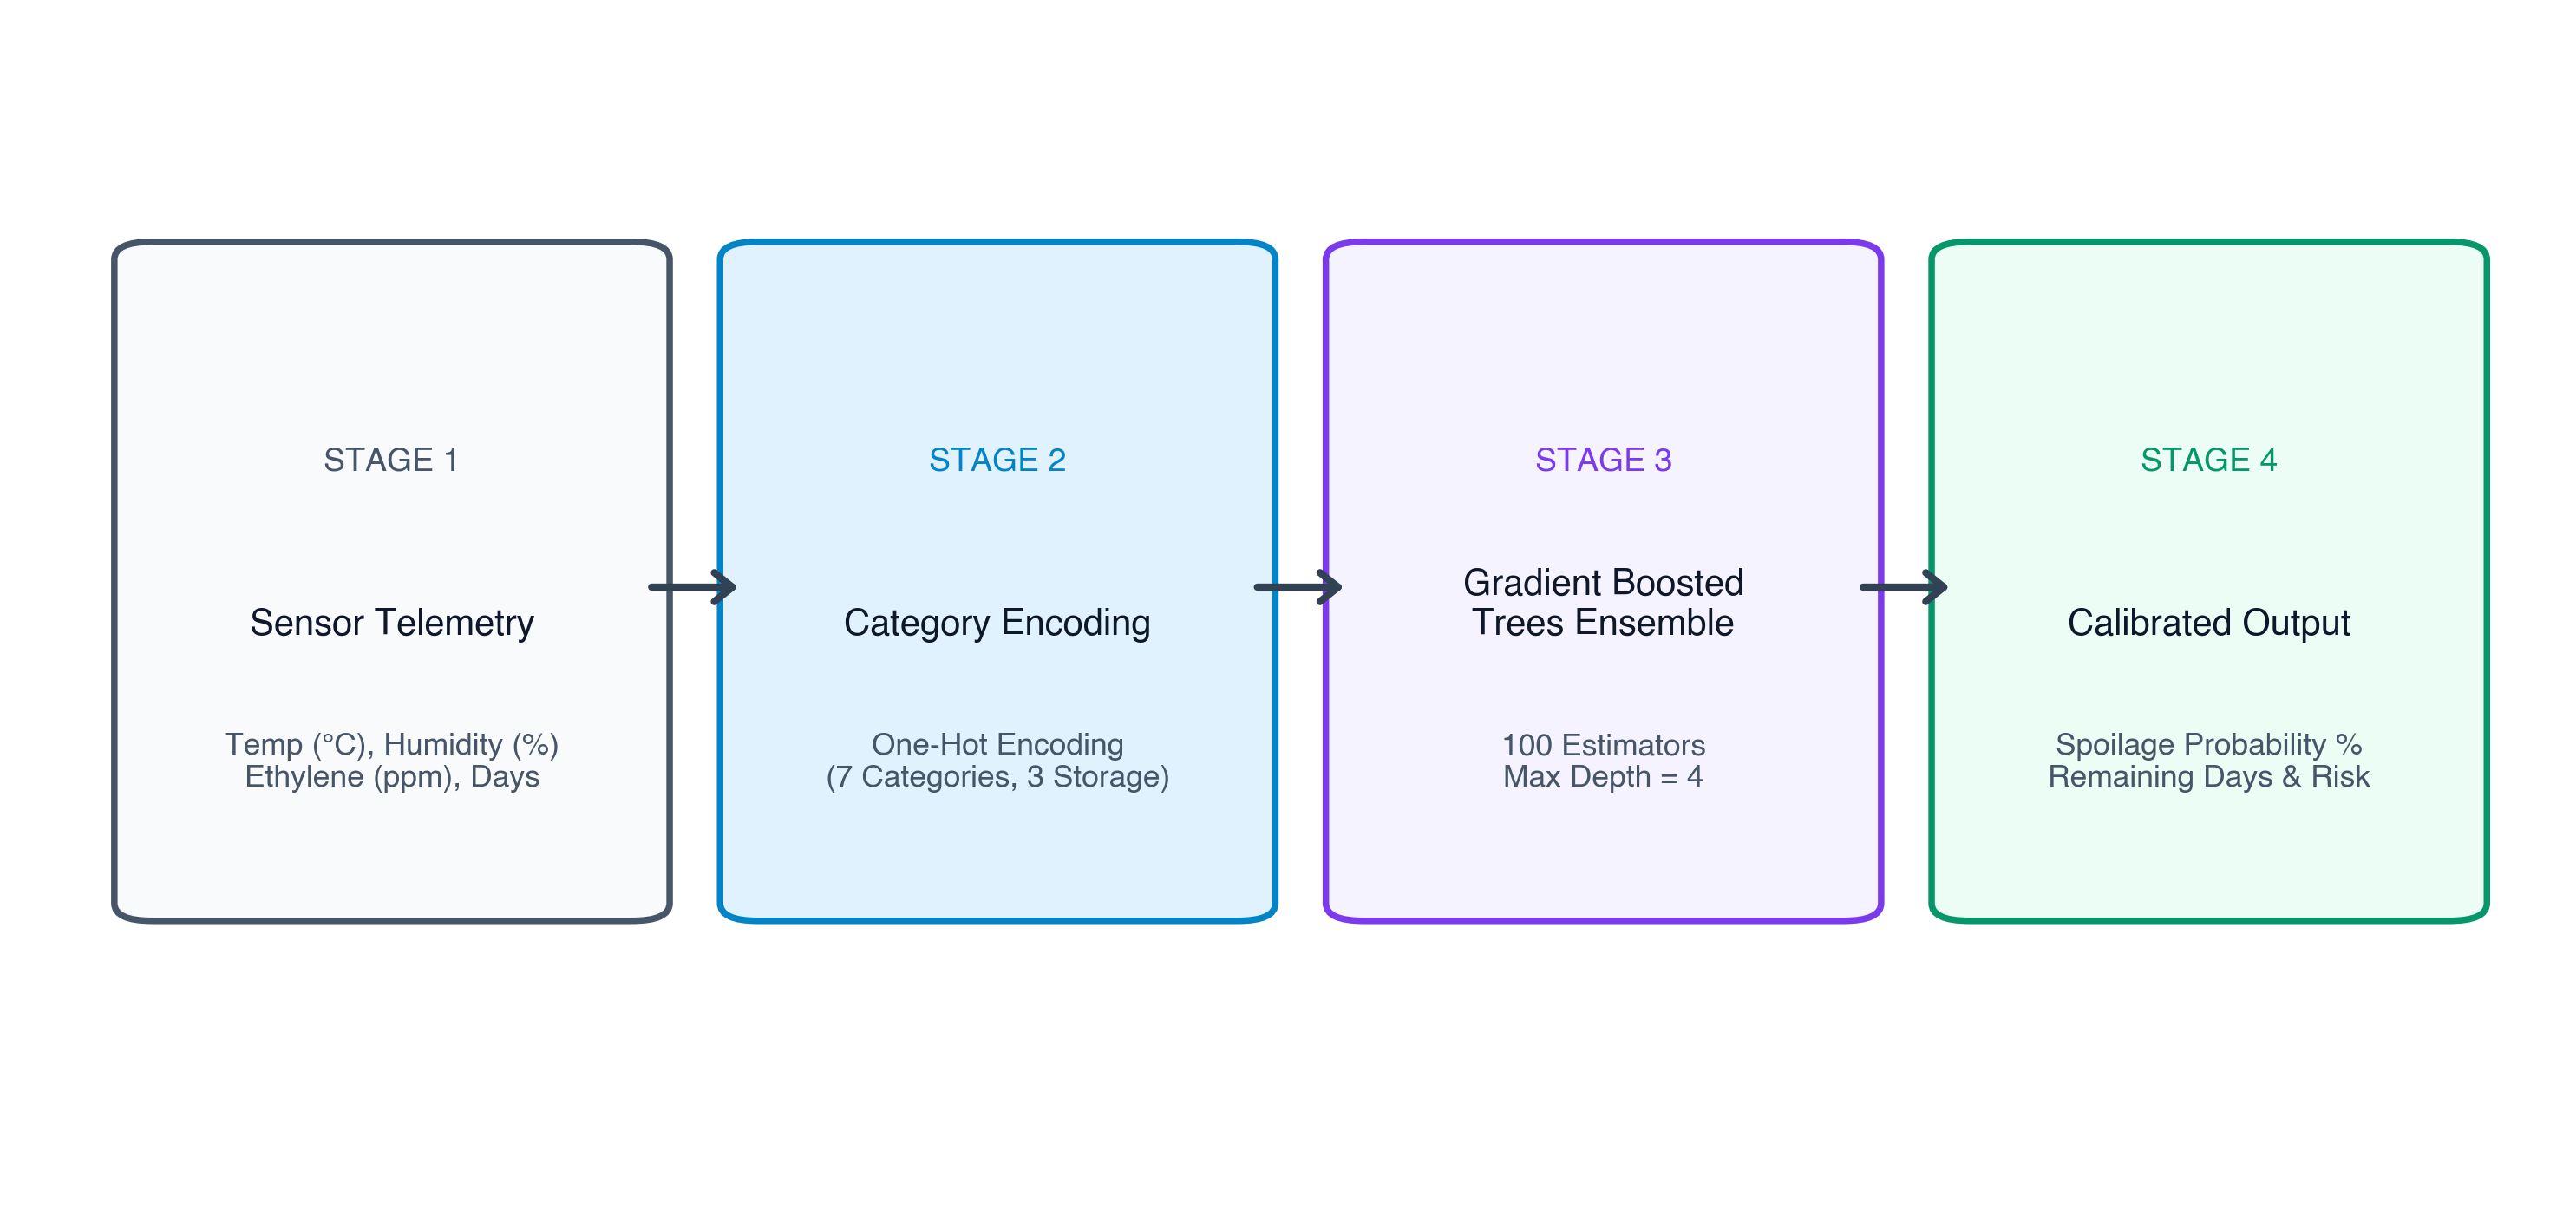 STAGE 1
Sensor Telemetry
Temp (°C), Humidity (%)
Ethylene (ppm), Days
STAGE 2
Category Encoding
One-Hot Encoding
(7 Categories, 3 Storage)
STAGE 3
Gradient Boosted
Trees Ensemble
100 Estimators
Max Depth = 4
STAGE 4
Calibrated Output
Spoilage Probability %
Remaining Days & Risk